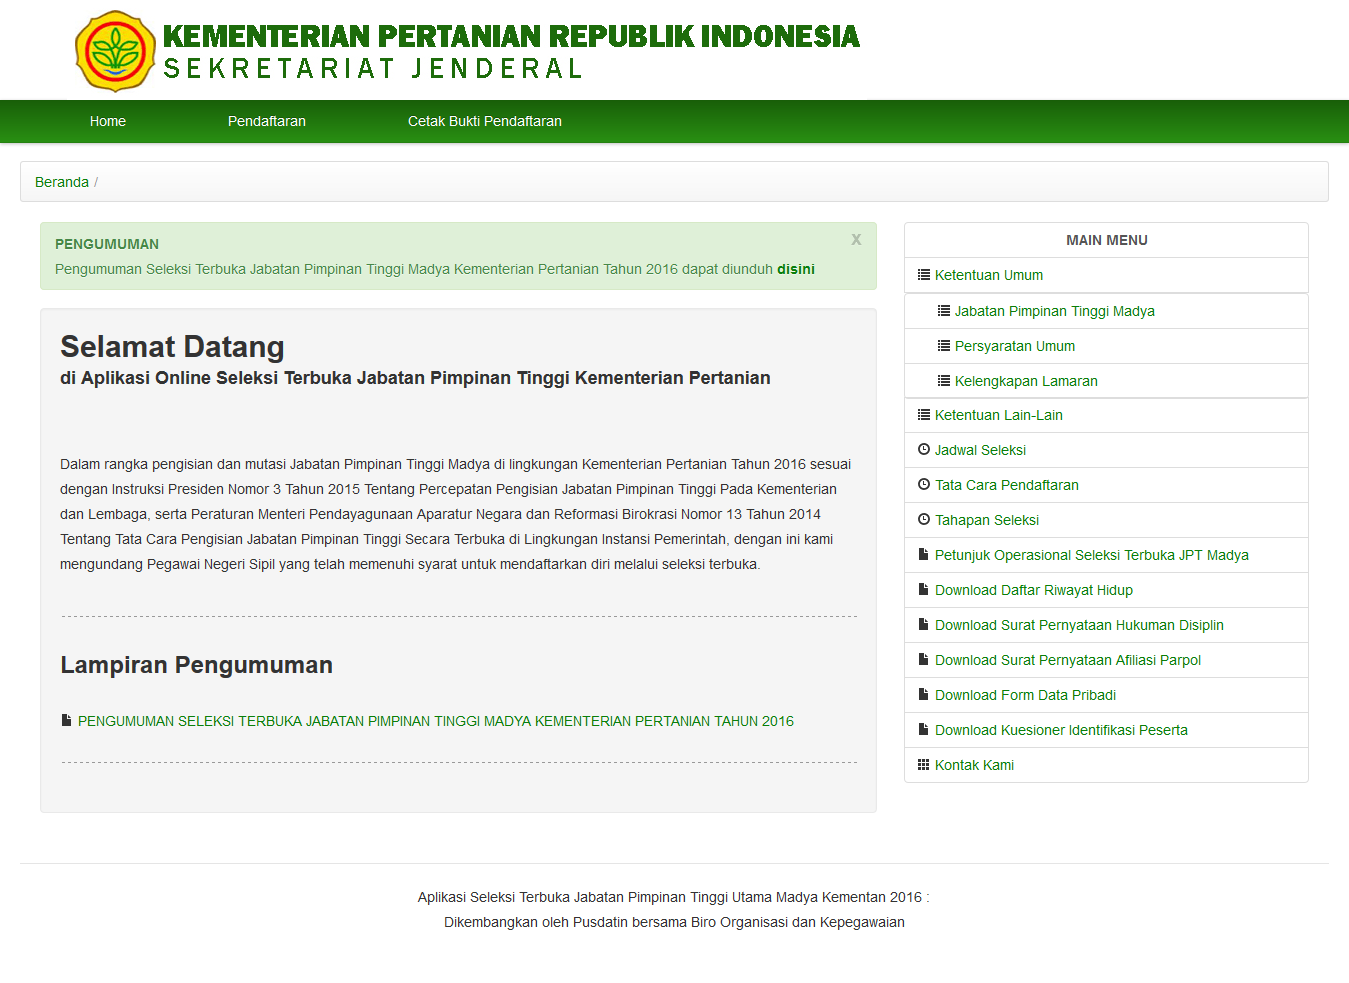 KEMENTERIAN PERTANIAN REPUBLIK INDONESIA
SEKRETARIAT JENDERAL
Home
Pendaftaran
Cetak Bukti Pendaftaran
Beranda /
PENGUMUMAN
x
Pengumuman Seleksi Terbuka Jabatan Pimpinan Tinggi Madya Kementerian Pertanian Tahun 2016 dapat diunduh disini
Selamat Datang
di Aplikasi Online Seleksi Terbuka Jabatan Pimpinan Tinggi Kementerian Pertanian
Dalam rangka pengisian dan mutasi Jabatan Pimpinan Tinggi Madya di lingkungan Kementerian Pertanian Tahun 2016 sesuai
dengan Instruksi Presiden Nomor 3 Tahun 2015 Tentang Percepatan Pengisian Jabatan Pimpinan Tinggi Pada Kementerian
dan Lembaga, serta Peraturan Menteri Pendayagunaan Aparatur Negara dan Reformasi Birokrasi Nomor 13 Tahun 2014
Tentang Tata Cara Pengisian Jabatan Pimpinan Tinggi Secara Terbuka di Lingkungan Instansi Pemerintah, dengan ini kami
mengundang Pegawai Negeri Sipil yang telah memenuhi syarat untuk mendaftarkan diri melalui seleksi terbuka.
Lampiran Pengumuman
PENGUMUMAN SELEKSI TERBUKA JABATAN PIMPINAN TINGGI MADYA KEMENTERIAN PERTANIAN TAHUN 2016
MAIN MENU
Ketentuan Umum
Jabatan Pimpinan Tinggi Madya
Persyaratan Umum
Kelengkapan Lamaran
Ketentuan Lain-Lain
Jadwal Seleksi
Tata Cara Pendaftaran
Tahapan Seleksi
Petunjuk Operasional Seleksi Terbuka JPT Madya
Download Daftar Riwayat Hidup
Download Surat Pernyataan Hukuman Disiplin
Download Surat Pernyataan Afiliasi Parpol
Download Form Data Pribadi
Download Kuesioner Identifikasi Peserta
Kontak Kami
Aplikasi Seleksi Terbuka Jabatan Pimpinan Tinggi Utama Madya Kementan 2016 :
Dikembangkan oleh Pusdatin bersama Biro Organisasi dan Kepegawaian